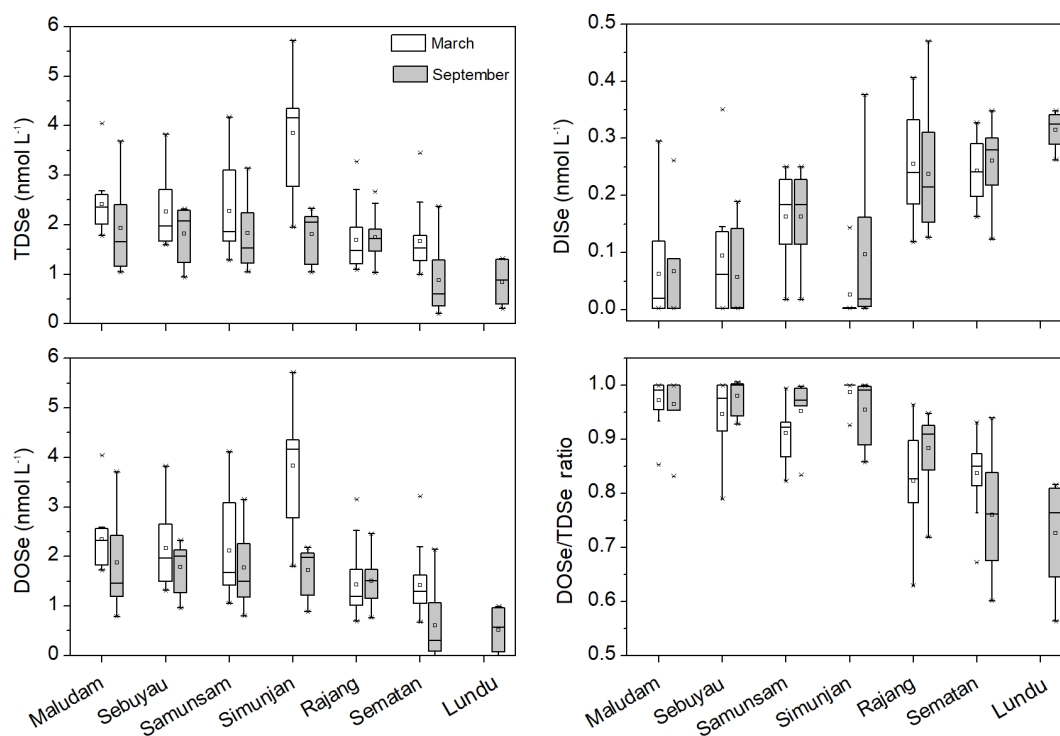 TDSe (nmol L⁻¹)
6
5
4
3
2
1
0
March
September
DISe (nmol L⁻¹)
0.5
0.4
0.3
0.2
0.1
0.0
DOSe (nmol L⁻¹)
6
5
4
3
2
1
0
Maludam
Sebuyau
Samunsam
Simunjan
Rajang
Sematan
Lundu
DOSe/TDSe ratio
1.0
0.9
0.8
0.7
0.6
0.5
Maludam
Sebuyau
Samunsam
Simunjan
Rajang
Sematan
Lundu